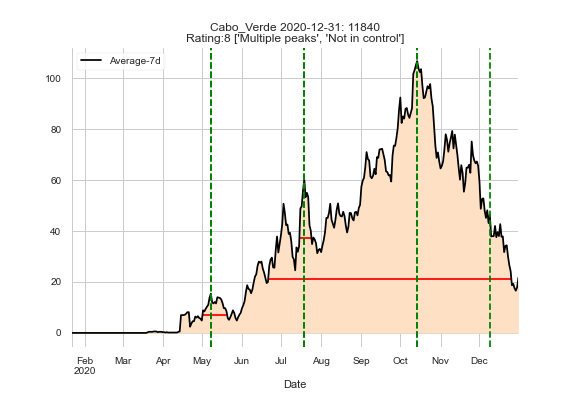 Cabo_Verde 2020-12-31: 11840
Rating:8 ['Multiple peaks', 'Not in control']
Average-7d
100
80
60
40
20
0
Feb Mar Apr May Jun Jul Aug Sep Oct Nov Dec
2020
Date